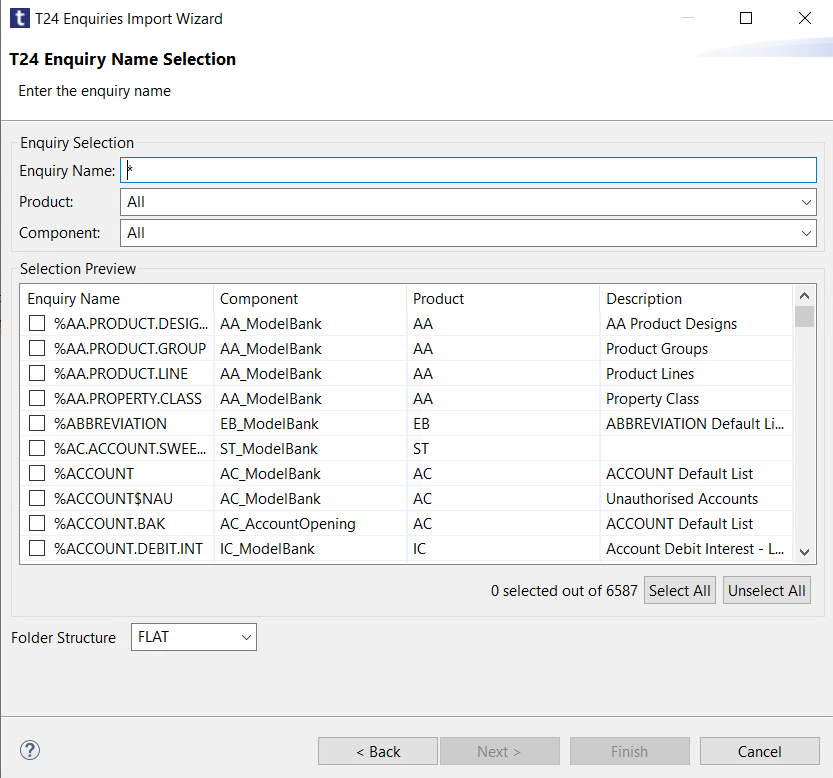 t T24 Enquiries Import Wizard
T24 Enquiry Name Selection
Enter the enquiry name
Enquiry Selection
Enquiry Name: *
Product: All
Component: All
Selection Preview
Enquiry Name Component Product Description
%AA.PRODUCT.DESIG... AA_ModelBank AA AA Product Designs
%AA.PRODUCT.GROUP AA_ModelBank AA Product Groups
%AA.PRODUCT.LINE AA_ModelBank AA Product Lines
%AA.PROPERTY.CLASS AA_ModelBank AA Property Class
%ABBREVIATION EB_ModelBank EB ABBREVIATION Default Li...
%AC.ACCOUNT.SWEE... ST_ModelBank ST
%ACCOUNT AC_ModelBank AC ACCOUNT Default List
%ACCOUNT$NAU AC_ModelBank AC Unauthorised Accounts
%ACCOUNT.BAK AC_AccountOpening AC ACCOUNT Default List
%ACCOUNT.DEBIT.INT IC_ModelBank IC Account Debit Interest - L...
0 selected out of 6587 Select All Unselect All
Folder Structure FLAT
? < Back Next > Finish Cancel